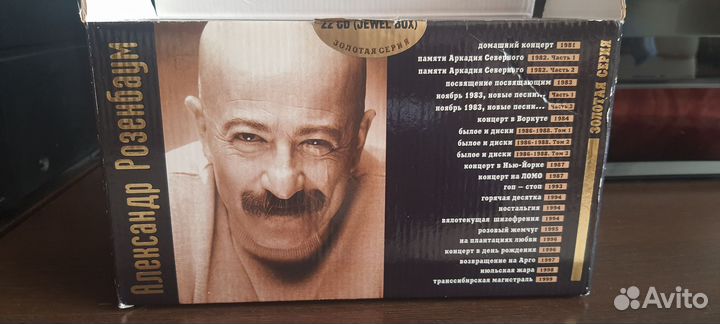 22 CD (JEWEL BOX)
ЗОЛОТАЯ СЕРИЯ
Александр Розенбаум
домашний концерт 1981
памяти Аркадия Северного 1982. Часть 1
памяти Аркадия Северного 1982. Часть 2
посвящение посвящающим 1983
ноябрь 1983, новые песни... Часть 1
ноябрь 1983, новые песни... Часть 2
концерт в Воркуте 1984
былое и диски 1986-1988. Том 1
былое и диски 1986-1988. Том 2
былое и диски 1986-1988. Том 3
концерт в Нью-Йорке 1987
концерт на ЛОМО 1987
гоп – стоп 1993
горячая десятка 1994
ностальгия 1994
вялотекущая шизофрения 1994
розовый жемчуг 1995
на плантациях любви 1996
концерт в день рождения 1996
возвращение на Арго 1997
июльская жара 1998
транссибирская магистраль 1999
ЗОЛОТАЯ СЕРИЯ
Avito